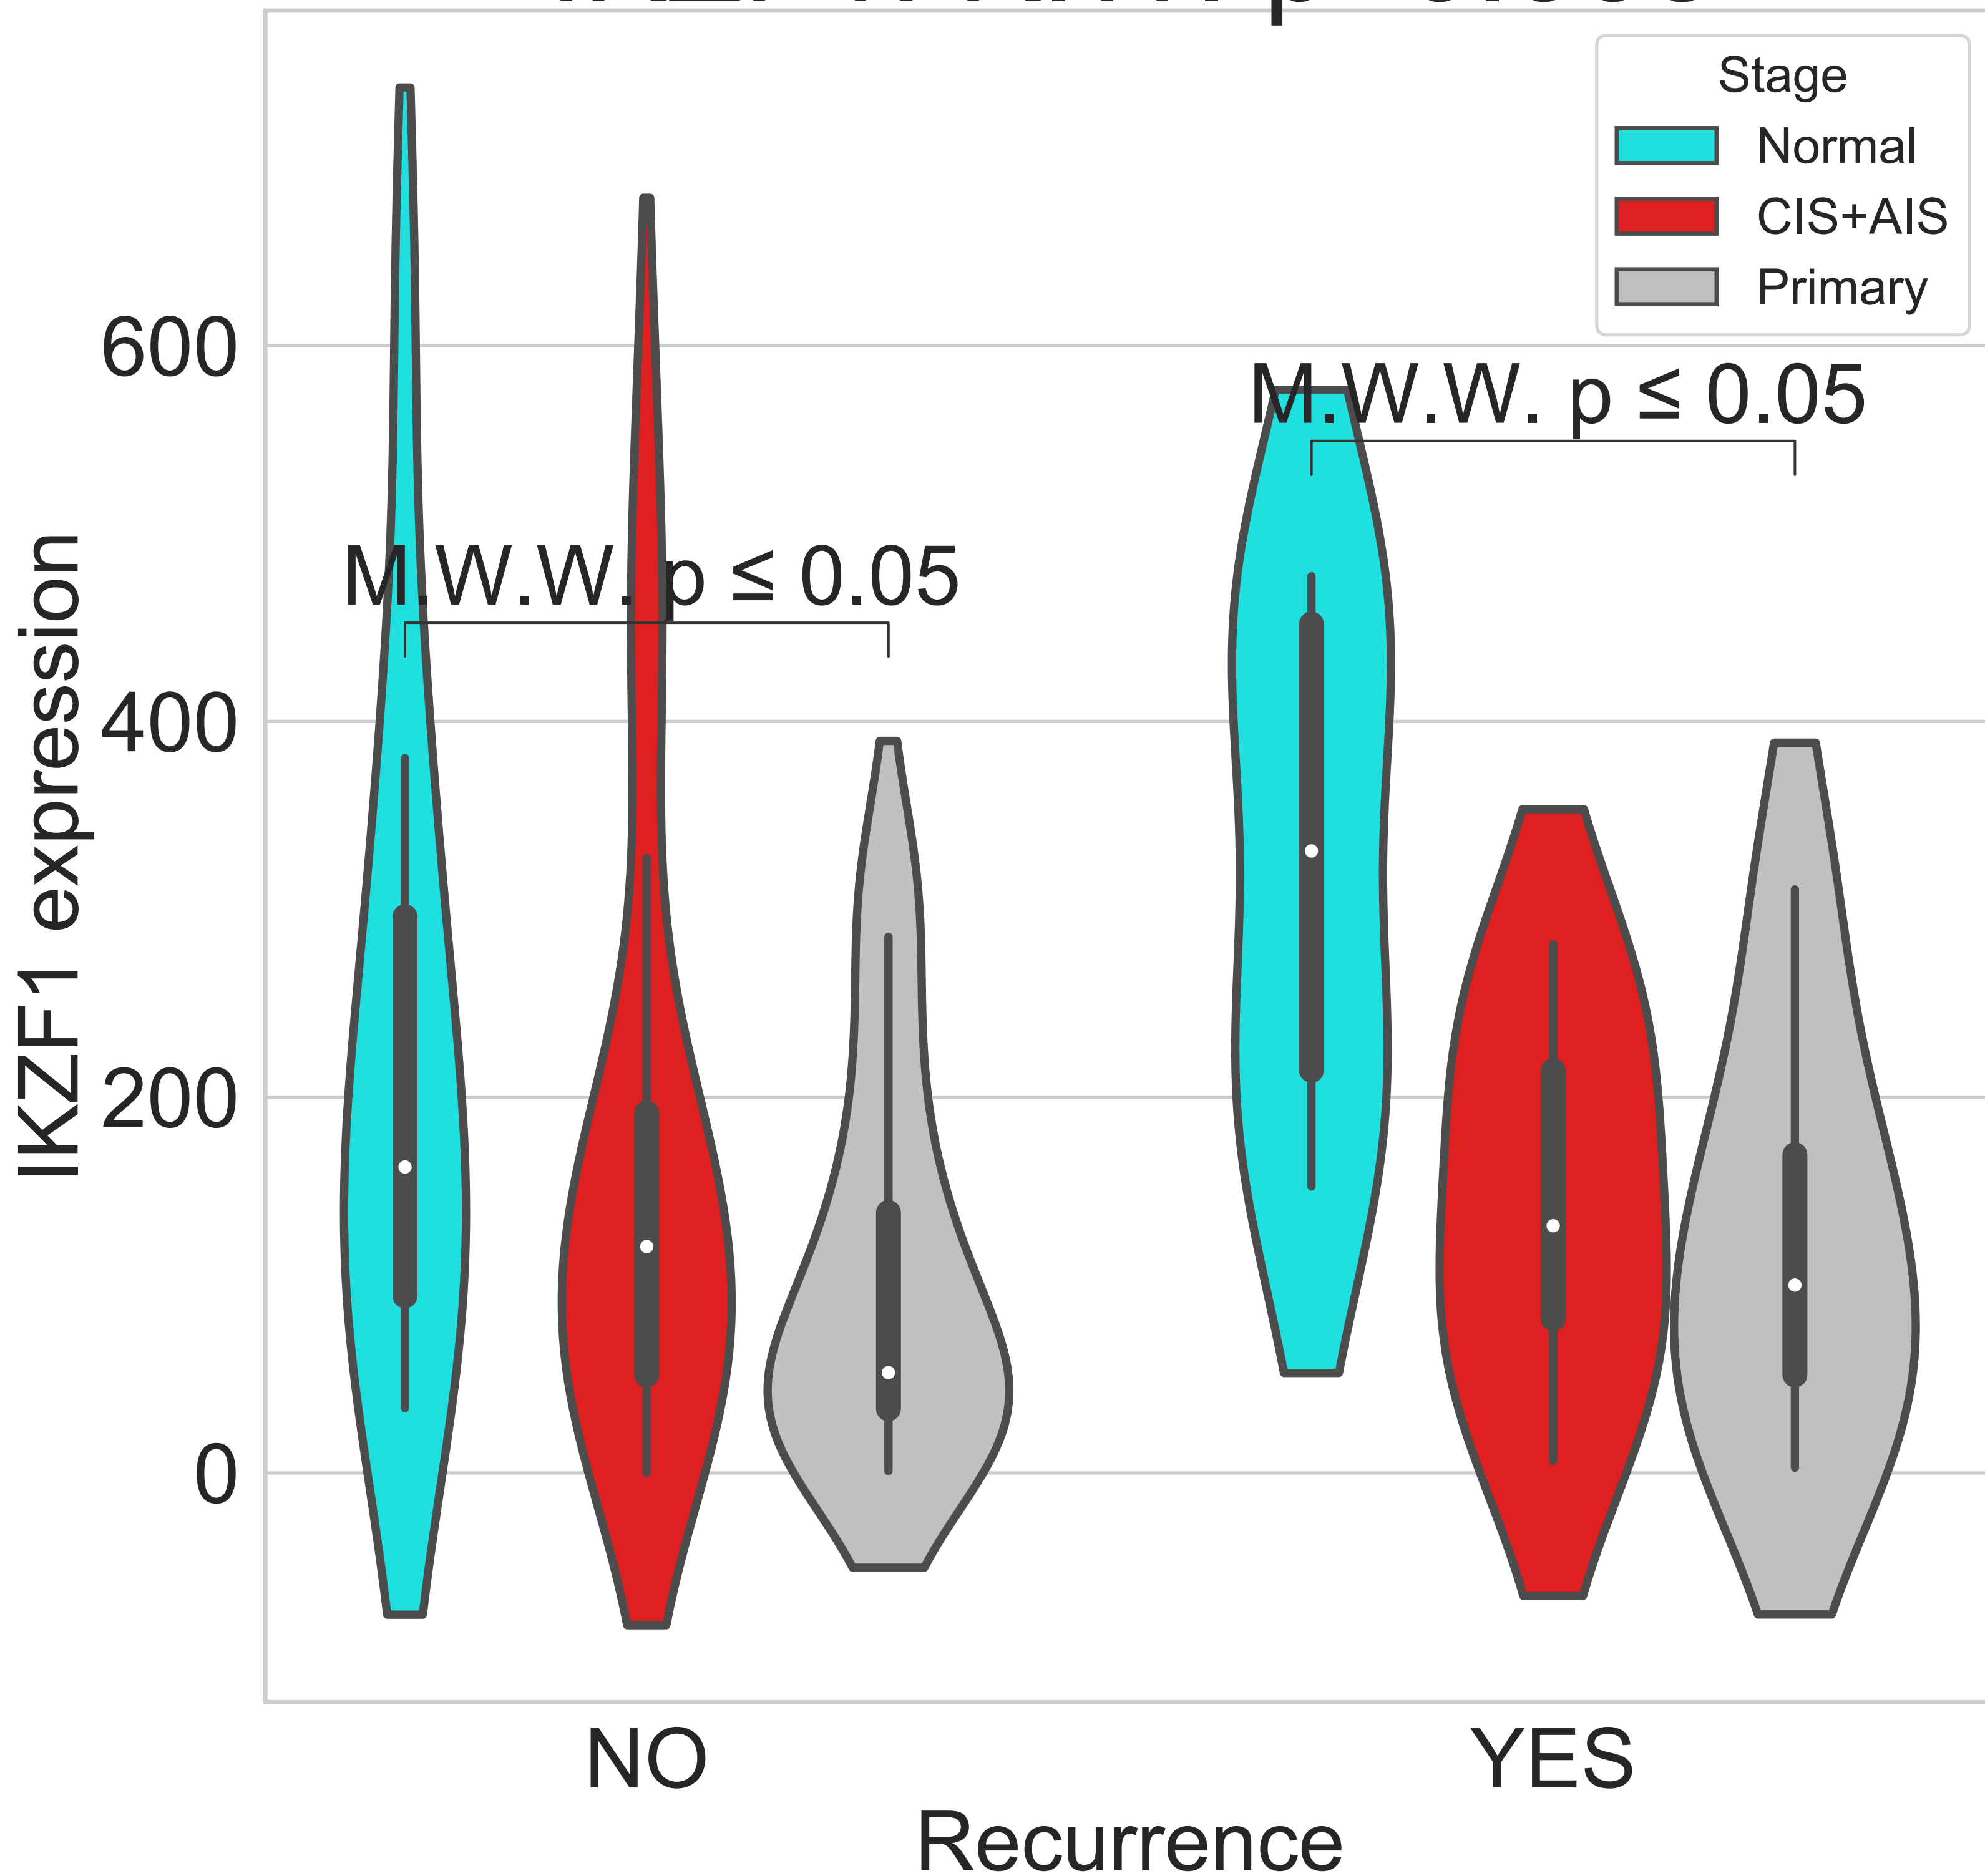 Stage
Normal
CIS+AIS
Primary
600
400
200
0
IKZF1 expression
M.W.W. p ≤ 0.05
M.W.W. p ≤ 0.05
NO
YES
Recurrence